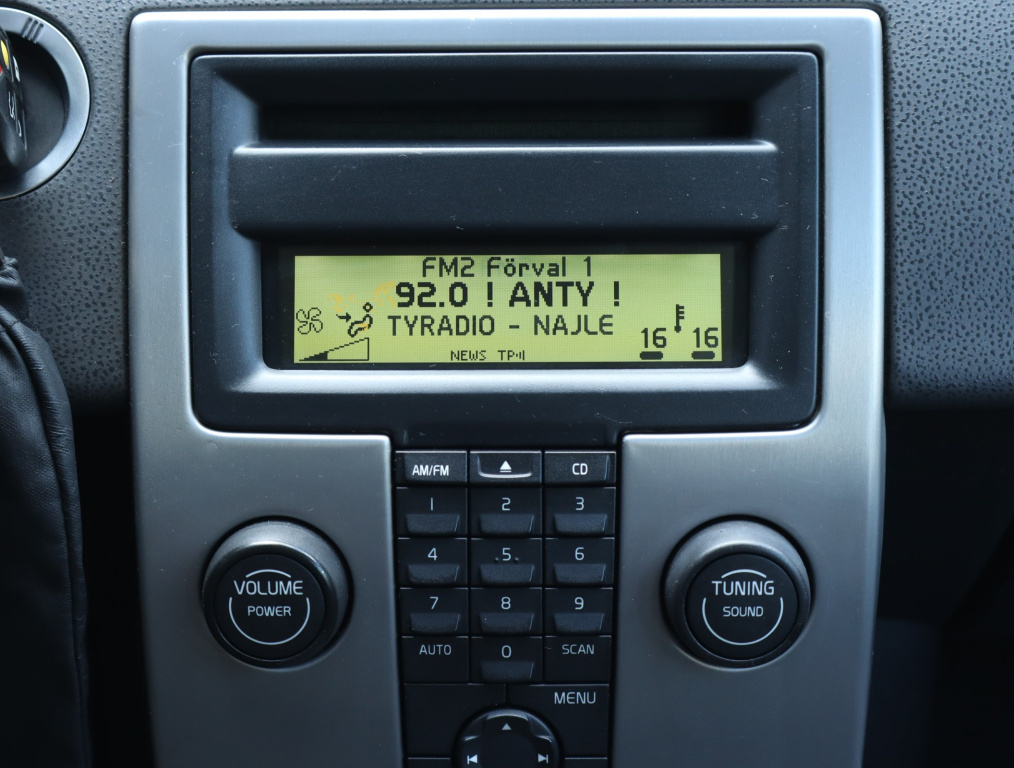 FM2 Förval 1
92.0 ! ANTY !
TYRADIO - NAJLE
16 16
NEWS TP
AM/FM CD
1 2 3
4 5 6
7 8 9
AUTO 0 SCAN
MENU
VOLUME
POWER
TUNING
SOUND